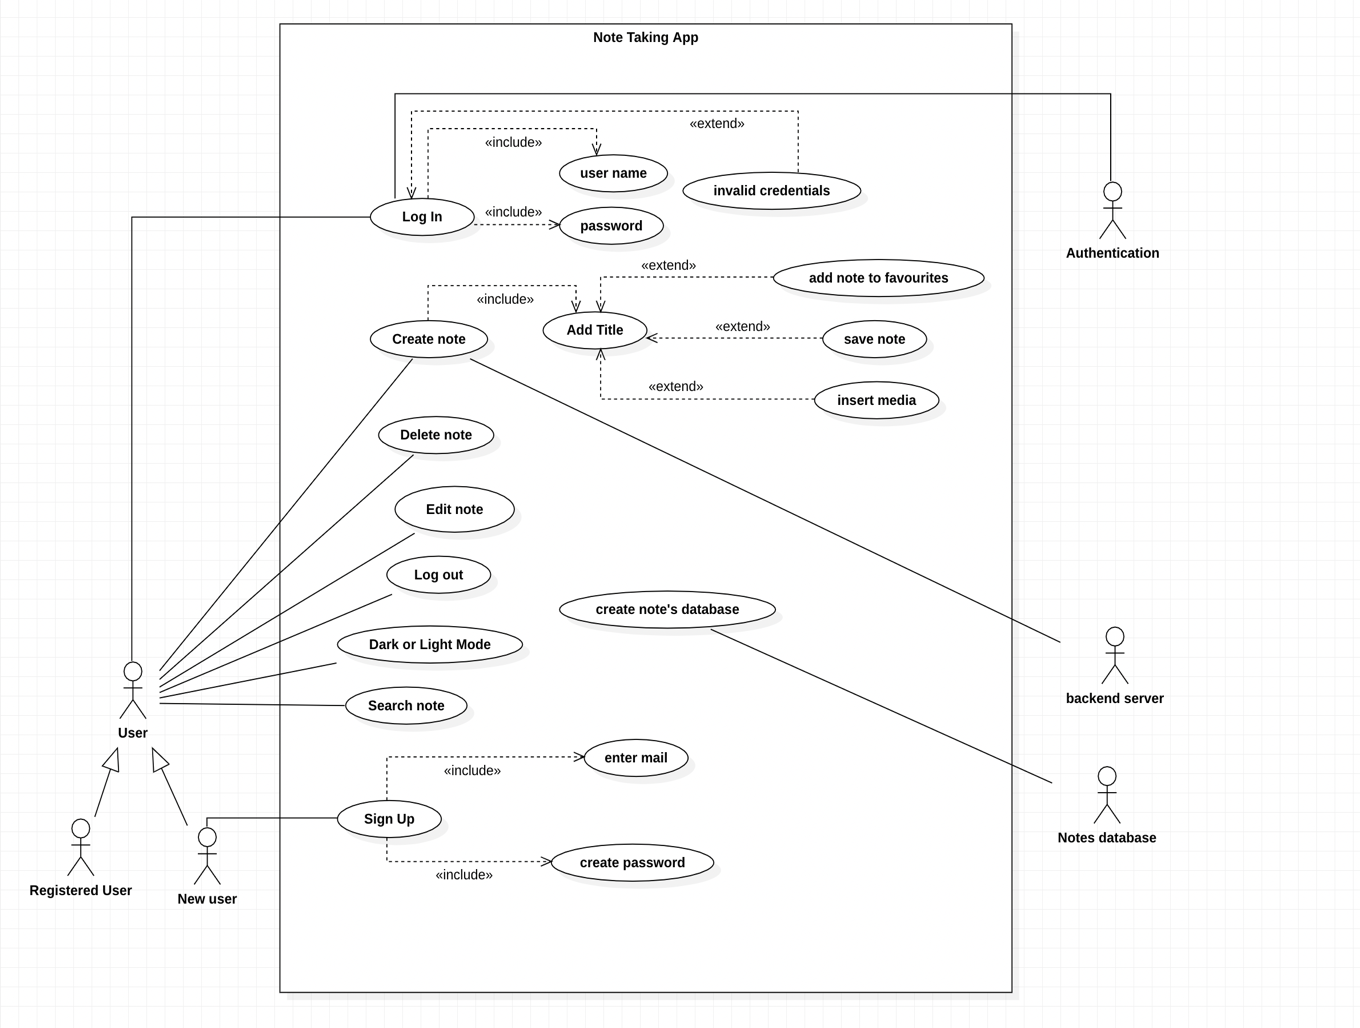 Note Taking App
«extend»
«include»
user name
invalid credentials
Log In
«include»
password
Authentication
«extend»
add note to favourites
«include»
Add Title
«extend»
save note
Create note
«extend»
insert media
Delete note
Edit note
Log out
create note's database
Dark or Light Mode
backend server
Search note
User
enter mail
«include»
Sign Up
Notes database
create password
«include»
Registered User
New user